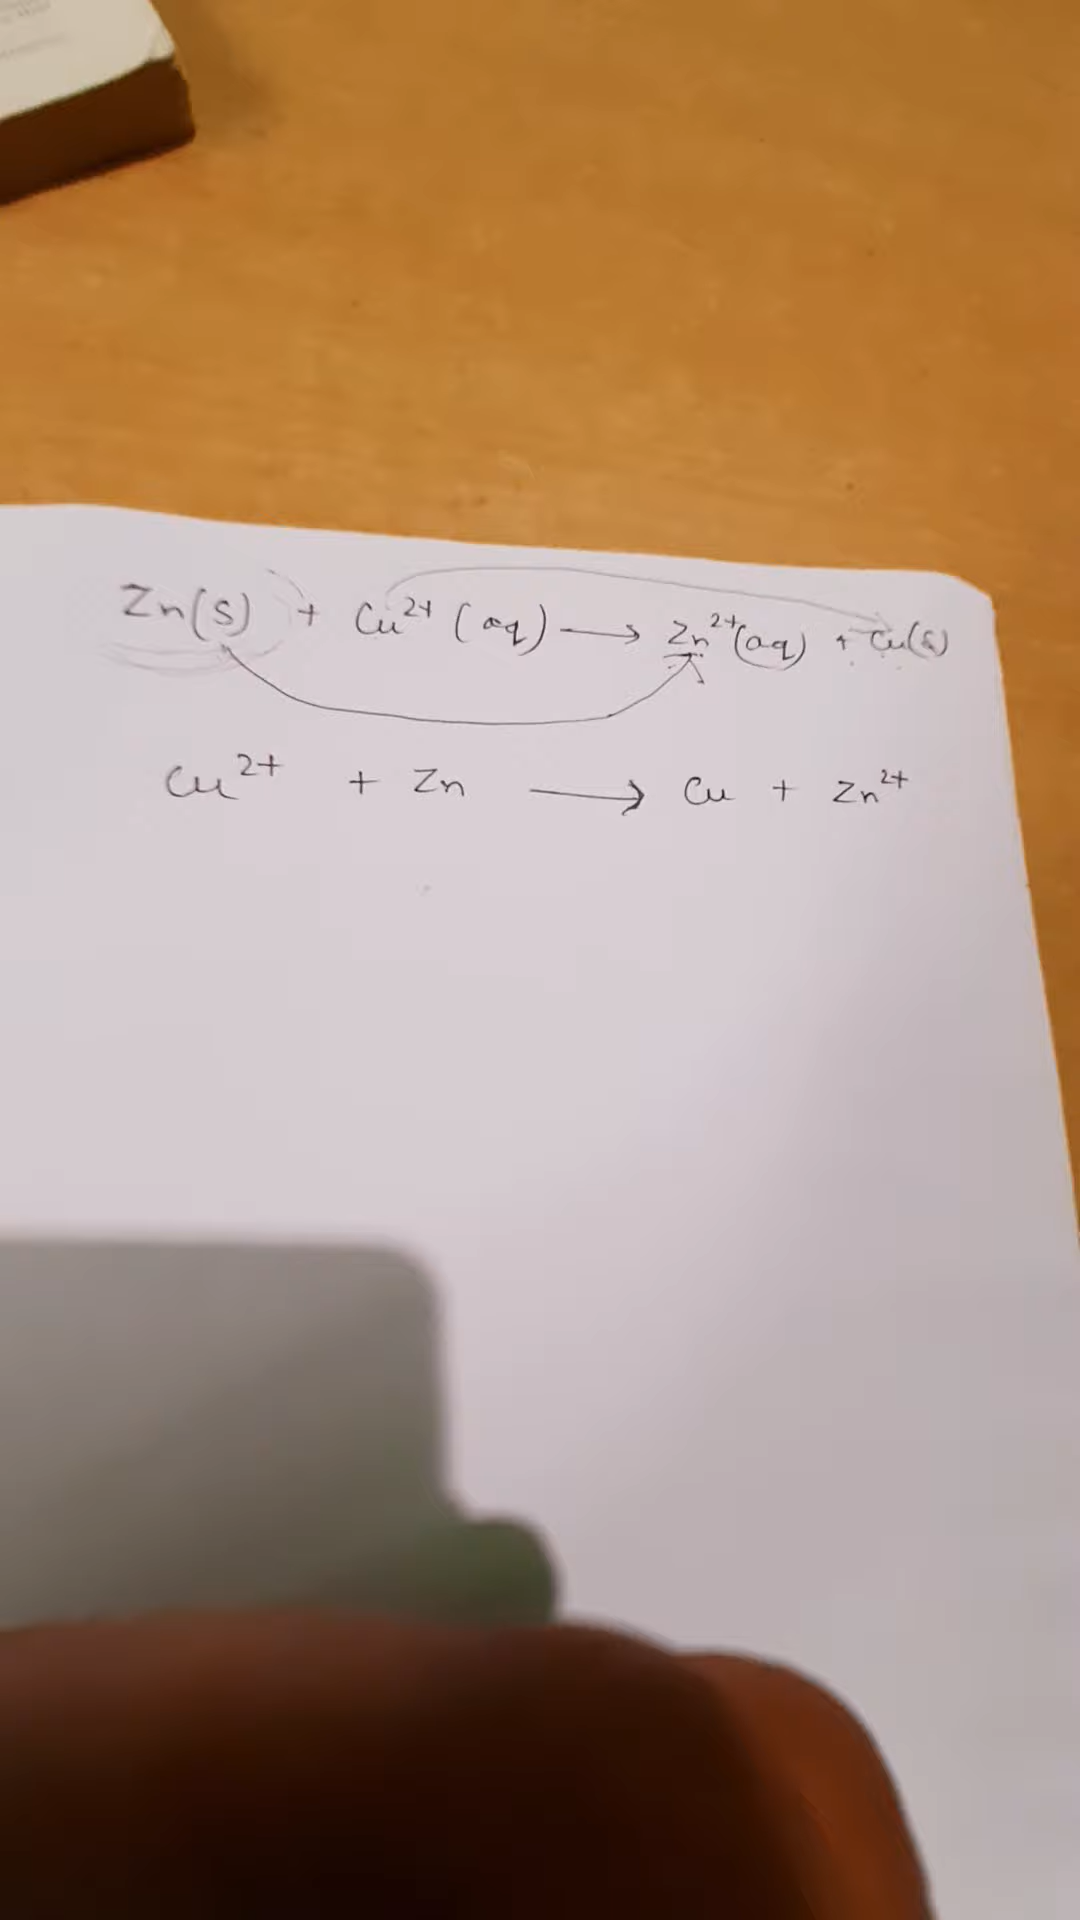 Zn(s) + Cu²⁺ (aq) ⟶ Zn²⁺(aq) + Cu(s)
Cu²⁺ + Zn ⟶ Cu + Zn²⁺